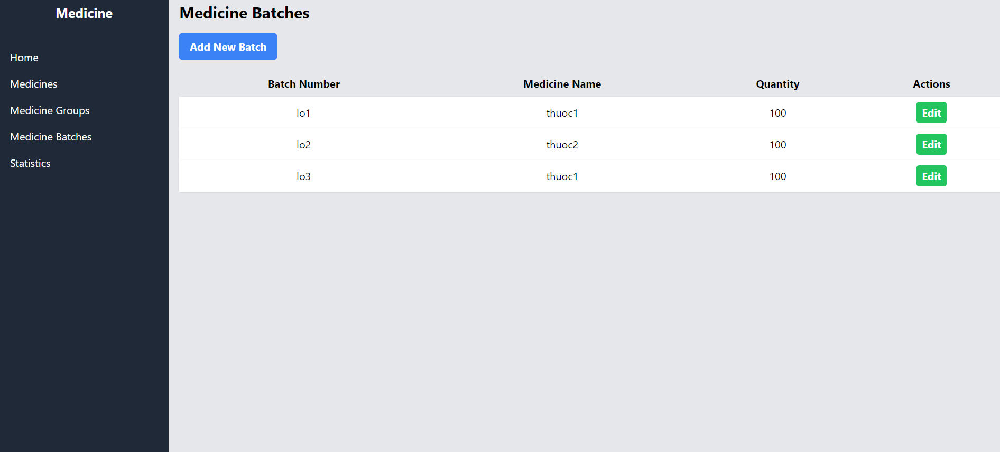 Medicine
Home
Medicines
Medicine Groups
Medicine Batches
Statistics
Medicine Batches
Add New Batch
Batch Number Medicine Name Quantity Actions
lo1 thuoc1 100 Edit
lo2 thuoc2 100 Edit
lo3 thuoc1 100 Edit